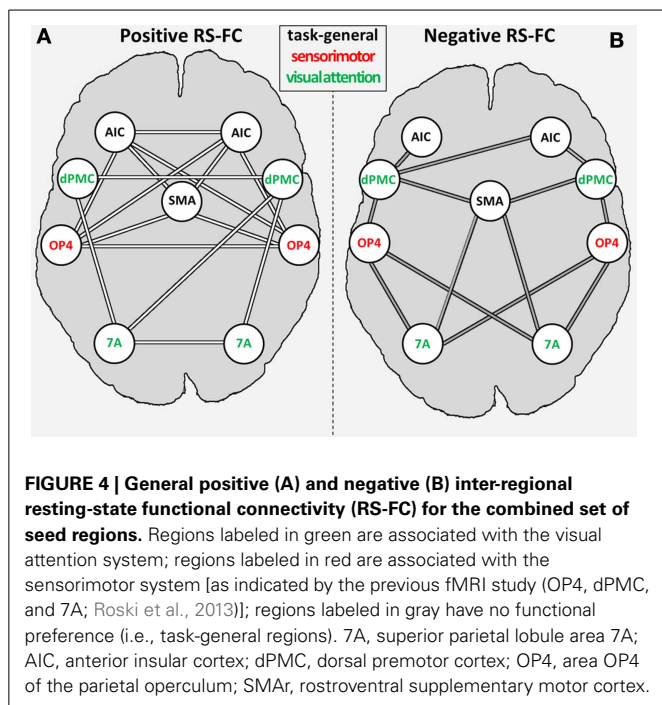 A
Positive RS-FC
task-general
sensorimotor
visual attention
Negative RS-FC
B
AIC
AIC
dPMC
dPMC
SMA
OP4
OP4
7A
7A
AIC
AIC
dPMC
dPMC
SMA
OP4
OP4
7A
7A
FIGURE 4 | General positive (A) and negative (B) inter-regional
resting-state functional connectivity (RS-FC) for the combined set of
seed regions. Regions labeled in green are associated with the visual
attention system; regions labeled in red are associated with the
sensorimotor system [as indicated by the previous fMRI study (OP4, dPMC,
and 7A; Roski et al., 2013)]; regions labeled in gray have no functional
preference (i.e., task-general regions). 7A, superior parietal lobule area 7A;
AIC, anterior insular cortex; dPMC, dorsal premotor cortex; OP4, area OP4
of the parietal operculum; SMAr, rostroventral supplementary motor cortex.